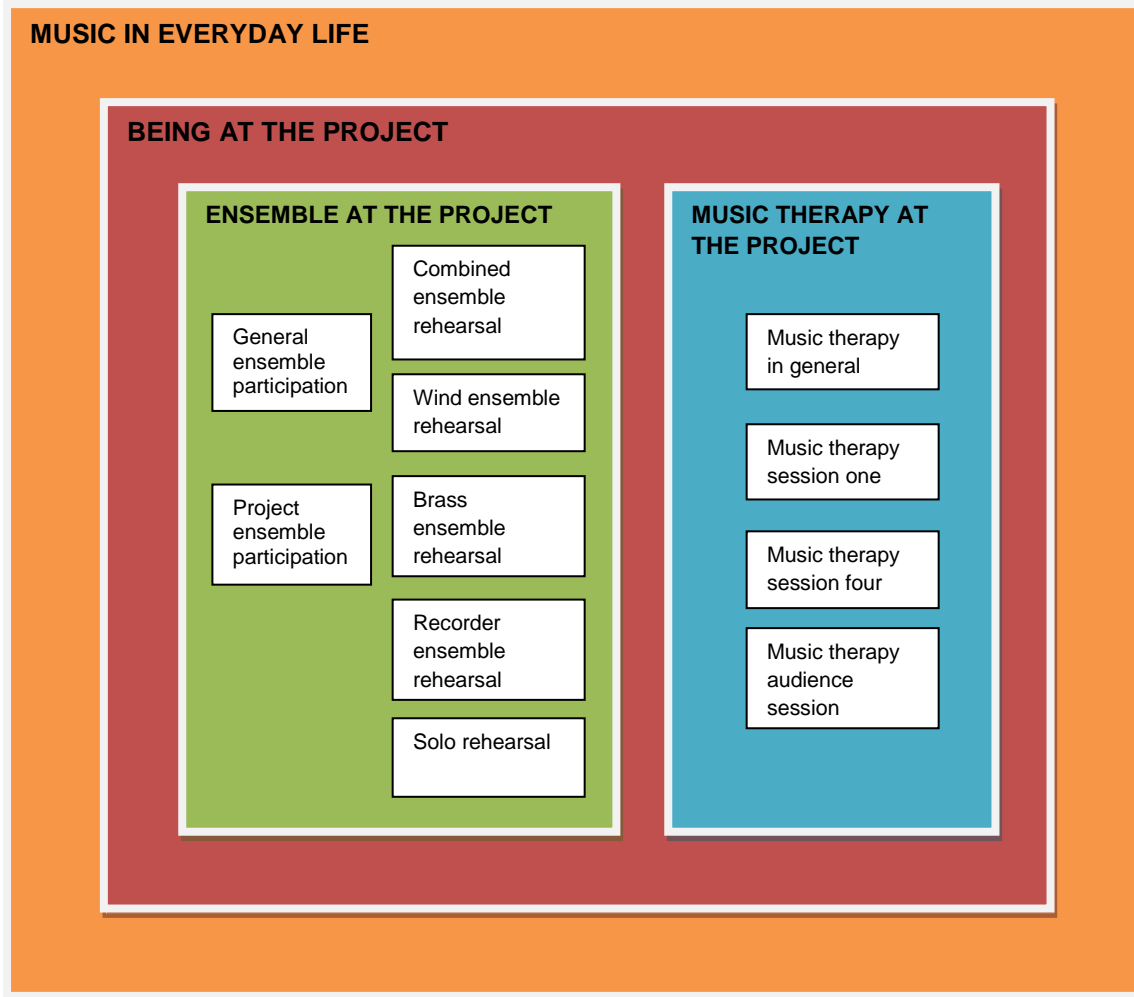 MUSIC IN EVERYDAY LIFE
BEING AT THE PROJECT
ENSEMBLE AT THE PROJECT
General
ensemble
participation
Project
ensemble
participation
Combined
ensemble
rehearsal
Wind ensemble
rehearsal
Brass
ensemble
rehearsal
Recorder
ensemble
rehearsal
Solo rehearsal
MUSIC THERAPY AT
THE PROJECT
Music therapy
in general
Music therapy
session one
Music therapy
session four
Music therapy
audience
session